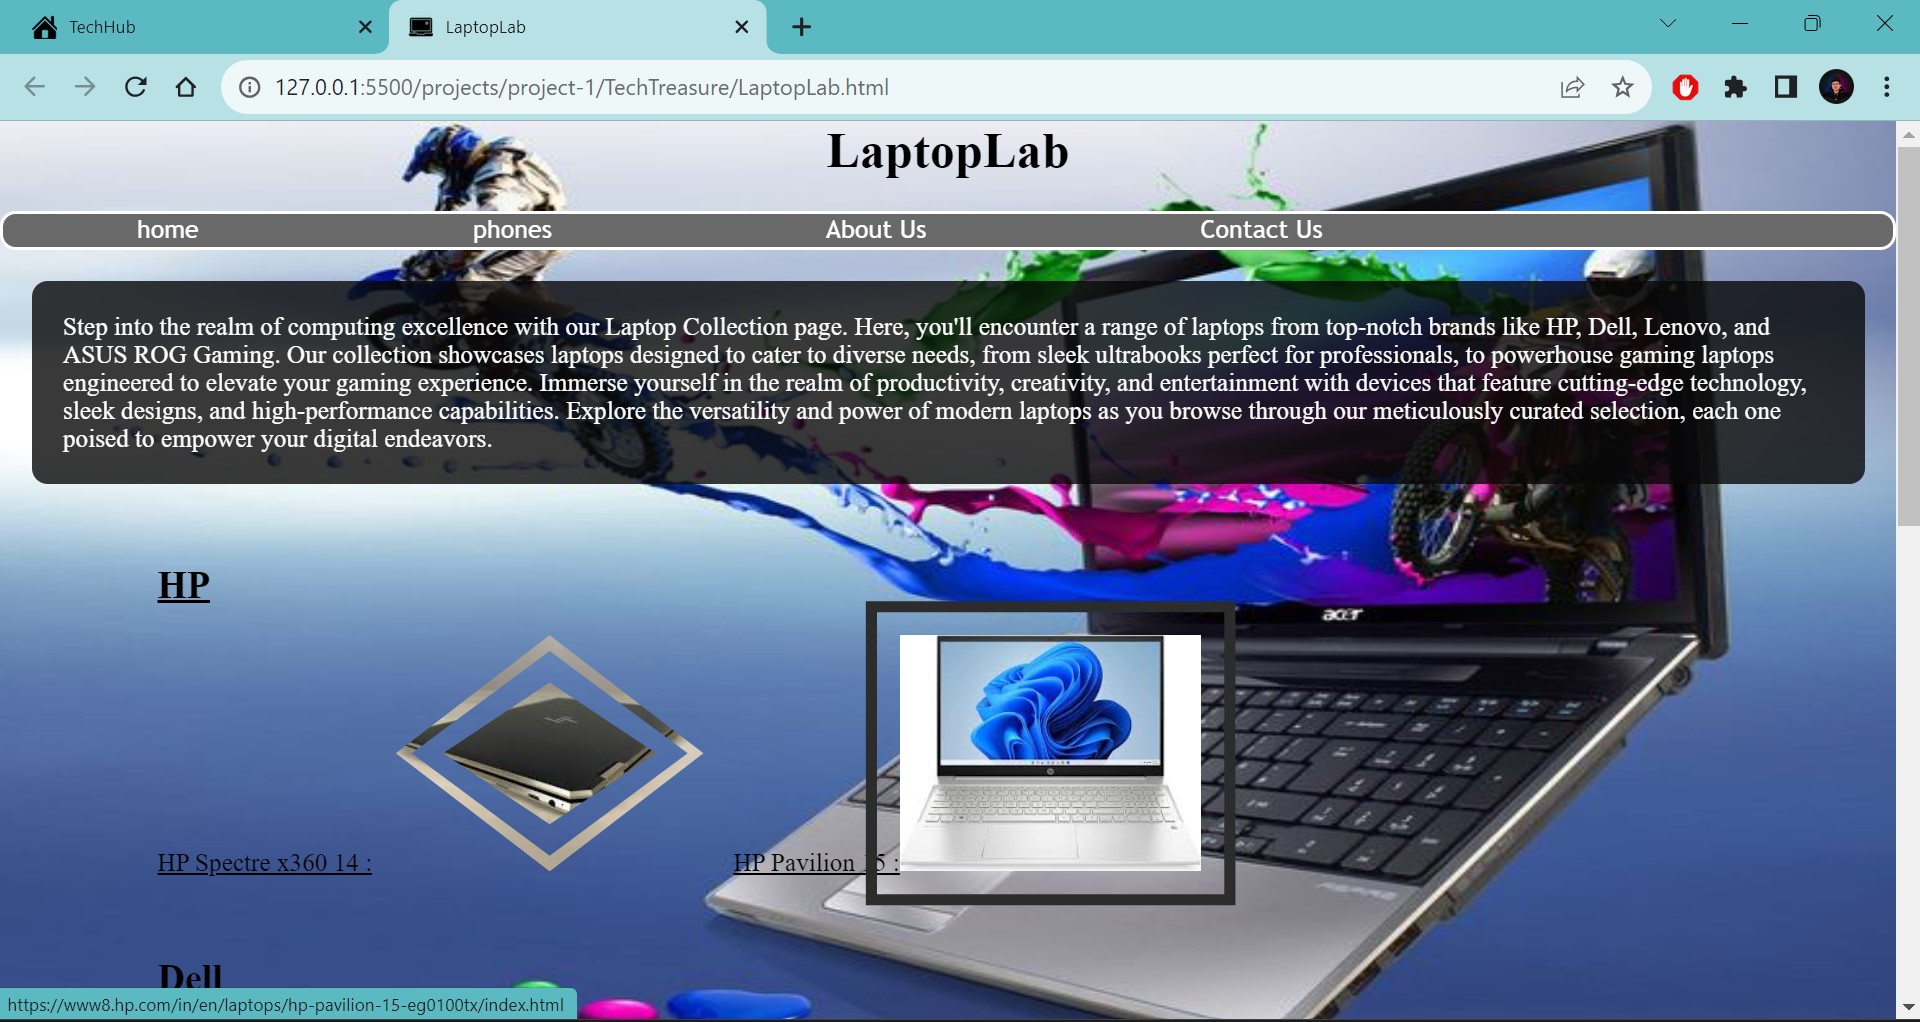 TechHub
LaptopLab
127.0.0.1:5500/projects/project-1/TechTreasure/LaptopLab.html
LaptopLab
home phones About Us Contact Us
Step into the realm of computing excellence with our Laptop Collection page. Here, you'll encounter a range of laptops from top-notch brands like HP, Dell, Lenovo, and
ASUS ROG Gaming. Our collection showcases laptops designed to cater to diverse needs, from sleek ultrabooks perfect for professionals, to powerhouse gaming laptops
engineered to elevate your gaming experience. Immerse yourself in the realm of productivity, creativity, and entertainment with devices that feature cutting-edge technology,
sleek designs, and high-performance capabilities. Explore the versatility and power of modern laptops as you browse through our meticulously curated selection, each one
poised to empower your digital endeavors.
HP
acer
HP Spectre x360 14 :
HP Pavilion 15 :
Dell
https://www8.hp.com/in/en/laptops/hp-pavilion-15-eg0100tx/index.html